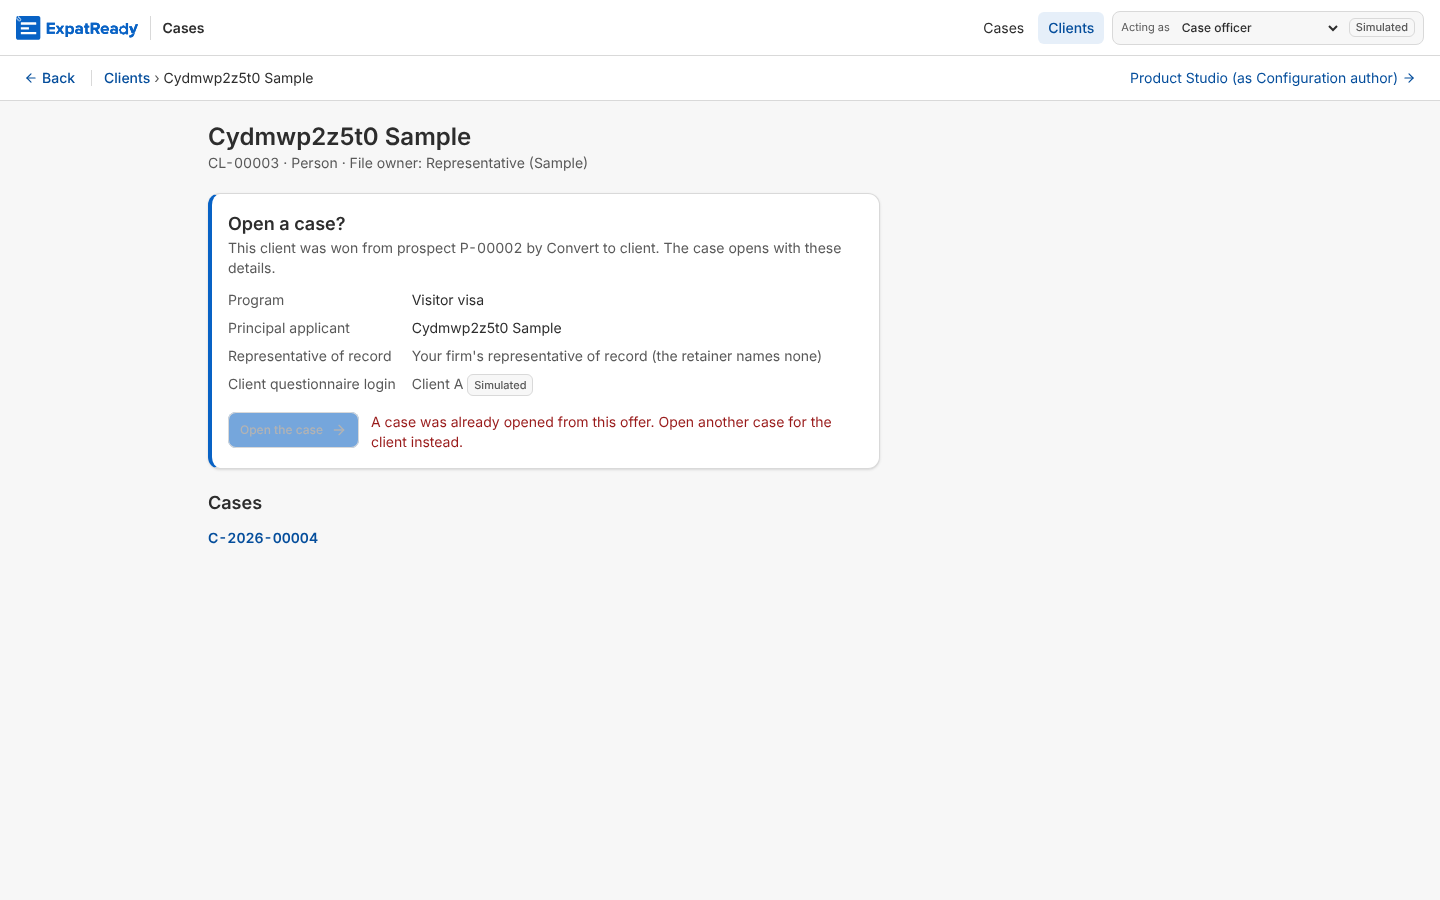 ExpatReady
Cases
Cases
Clients
Acting as
Case officer
Simulated
← Back
Clients › Cydmwp2z5t0 Sample
Product Studio (as Configuration author) →
Cydmwp2z5t0 Sample
CL-00003 · Person · File owner: Representative (Sample)
Open a case?
This client was won from prospect P-00002 by Convert to client. The case opens with these
details.
Program Visitor visa
Principal applicant Cydmwp2z5t0 Sample
Representative of record Your firm's representative of record (the retainer names none)
Client questionnaire login Client A Simulated
Open the case →
A case was already opened from this offer. Open another case for the
client instead.
Cases
C-2026-00004